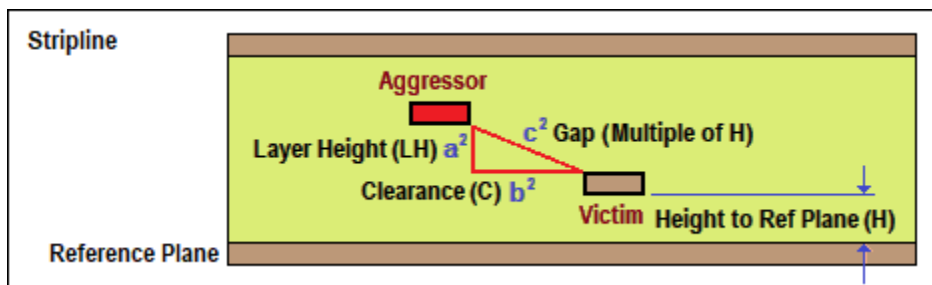 Stripline
Aggressor
c² Gap (Multiple of H)
Layer Height (LH) a²
Clearance (C) b²
Victim
Height to Ref Plane (H)
Reference Plane